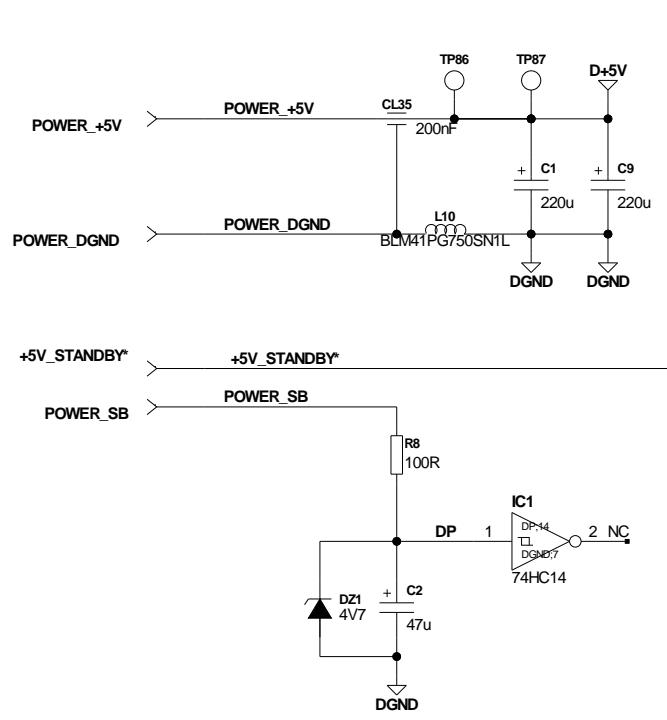 TP86 TP87
D+5V
POWER_+5V POWER_+5V CL35
200nF
+ C1 + C9
220u 220u
POWER_DGND POWER_DGND L10
BLM41PG750SN1L
DGND DGND
+5V_STANDBY* +5V_STANDBY*
POWER_SB POWER_SB
R8
100R
IC1
DP 1 DP;14 2 NC
DGND;7
74HC14
DZ1 + C2
4V7 47u
DGND